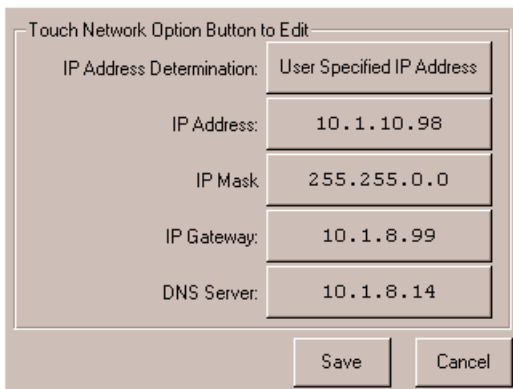 Touch Network Option Button to Edit
IP Address Determination: User Specified IP Address
IP Address: 10.1.10.98
IP Mask 255.255.0.0
IP Gateway: 10.1.8.99
DNS Server: 10.1.8.14
Save Cancel